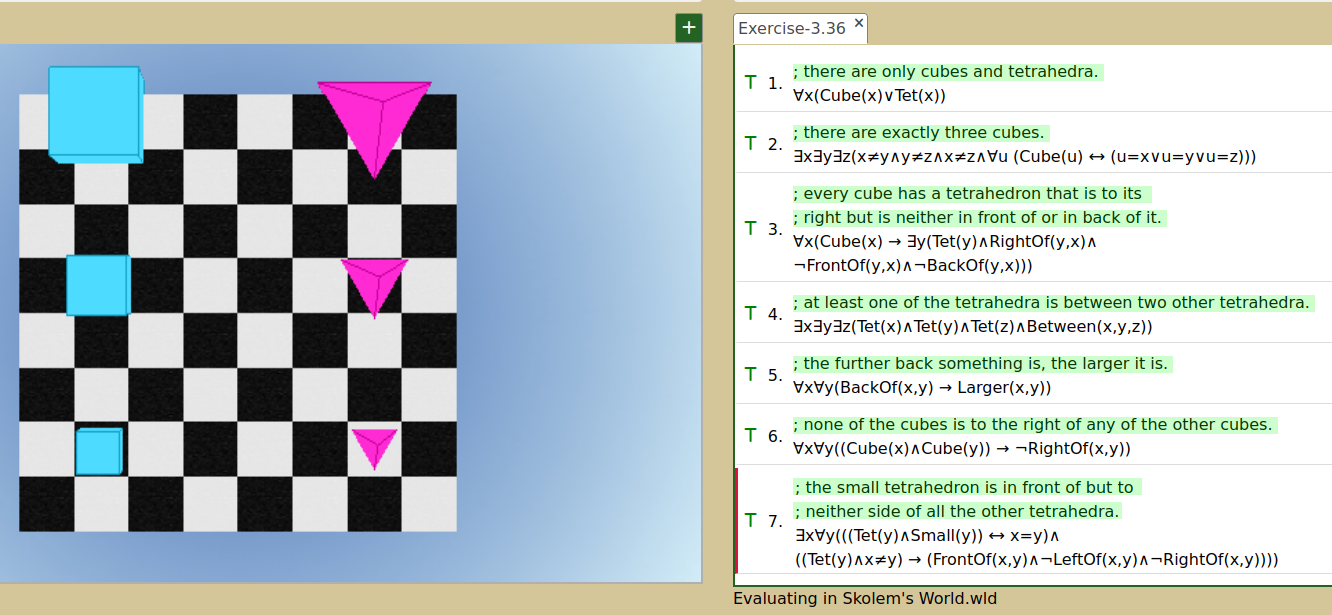 +
Exercise-3.36 ×
T 1. ; there are only cubes and tetrahedra.
∀x(Cube(x)∨Tet(x))
T 2. ; there are exactly three cubes.
∃x∃y∃z(x≠y∧y≠z∧x≠z∧∀u (Cube(u) ↔ (u=x∨u=y∨u=z)))
; every cube has a tetrahedron that is to its
; right but is neither in front of or in back of it.
T 3. ∀x(Cube(x) → ∃y(Tet(y)∧RightOf(y,x)∧
¬FrontOf(y,x)∧¬BackOf(y,x)))
T 4. ; at least one of the tetrahedra is between two other tetrahedra.
∃x∃y∃z(Tet(x)∧Tet(y)∧Tet(z)∧Between(x,y,z))
T 5. ; the further back something is, the larger it is.
∀x∀y(BackOf(x,y) → Larger(x,y))
T 6. ; none of the cubes is to the right of any of the other cubes.
∀x∀y((Cube(x)∧Cube(y)) → ¬RightOf(x,y))
; the small tetrahedron is in front of but to
; neither side of all the other tetrahedra.
T 7. ∃x∀y(((Tet(y)∧Small(y)) ↔ x=y)∧
((Tet(y)∧x≠y) → (FrontOf(x,y)∧¬LeftOf(x,y)∧¬RightOf(x,y))))
Evaluating in Skolem's World.wld